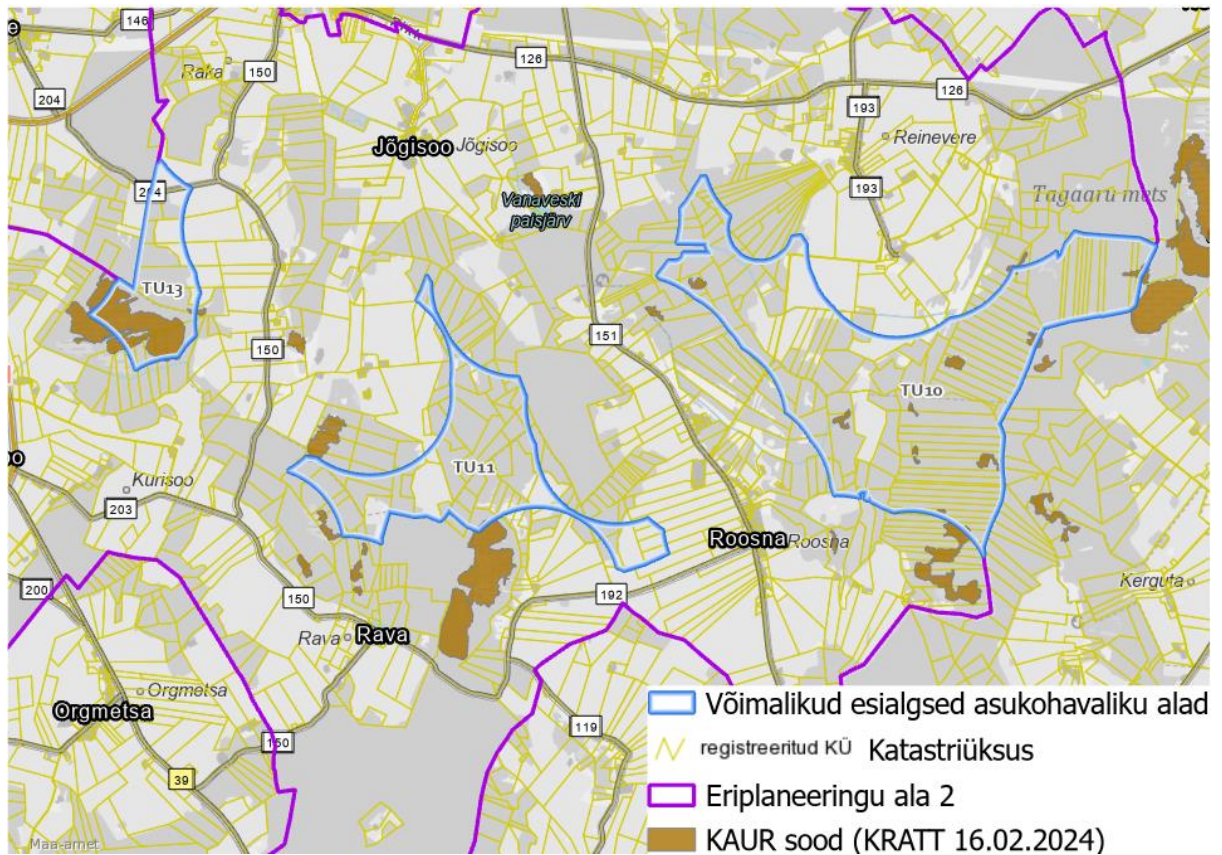 146
126
204
150
Raka
126
193
Reinevere
Jõgisoo Jõgisoo
193
204
Vanaveski
paisjärv
Tagaaru mets
TU13
151
150
TU10
TU11
Kurisoo
203
Roosna Roosna
200
150
192
Kerguta
Rava Rava
Orgmetsa
Orgmetsa
119
150
39
Võimalikud esialgsed asukohavaliku alad
registreeritud KÜ Katastriüksus
Eriplaneeringu ala 2
KAUR sood (KRATT 16.02.2024)
Maa-amet